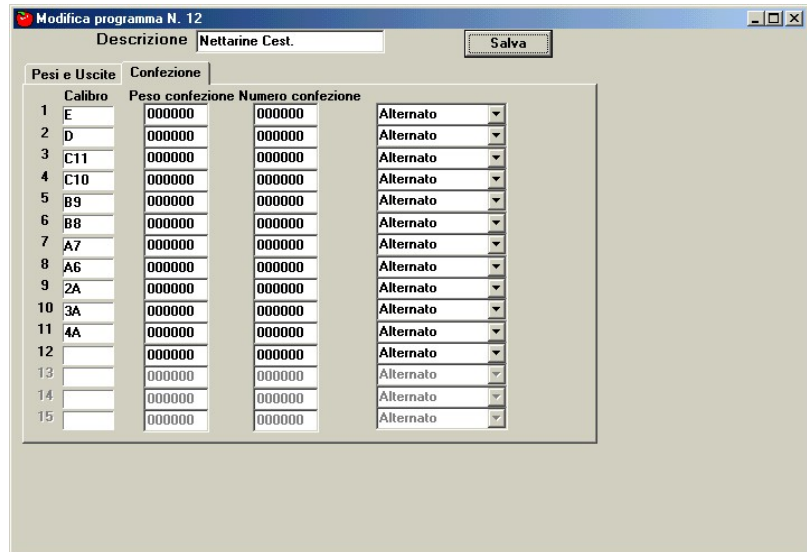 Modifica programma N. 12
Descrizione Nettarine Cest. Salva
Pesi e Uscite Confezione
Calibro Peso confezione Numero confezione
1 E 000000 000000 Alternato
2 D 000000 000000 Alternato
3 C11 000000 000000 Alternato
4 C10 000000 000000 Alternato
5 B9 000000 000000 Alternato
6 B8 000000 000000 Alternato
7 A7 000000 000000 Alternato
8 A6 000000 000000 Alternato
9 2A 000000 000000 Alternato
10 3A 000000 000000 Alternato
11 4A 000000 000000 Alternato
12 000000 000000 Alternato
13 000000 000000 Alternato
14 000000 000000 Alternato
15 000000 000000 Alternato